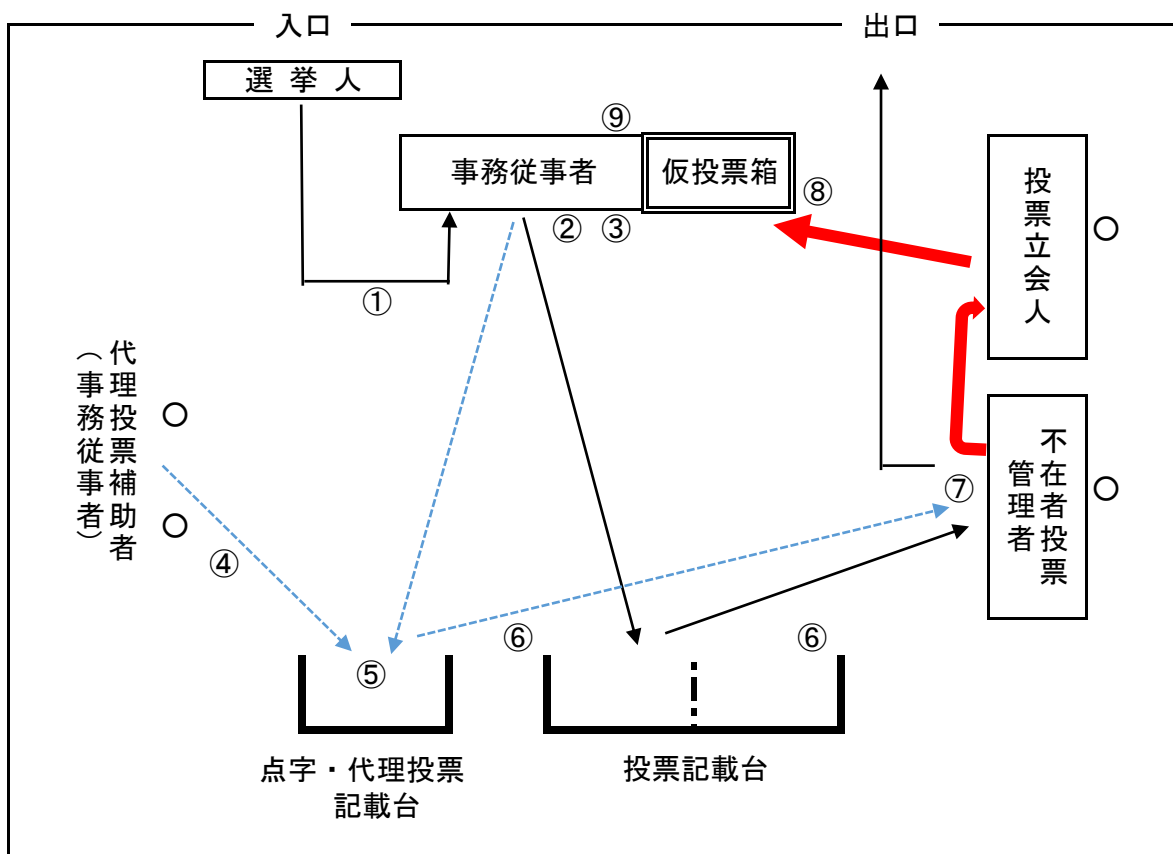 入口
出口
選挙人
⑨
事務従事者
仮投票箱
⑧
②
③
①
投票立会人
代理投票補助者
（事務従事者）
④
不在者投票
管理者
⑦
⑥
⑥
⑤
点字・代理投票
記載台
投票記載台